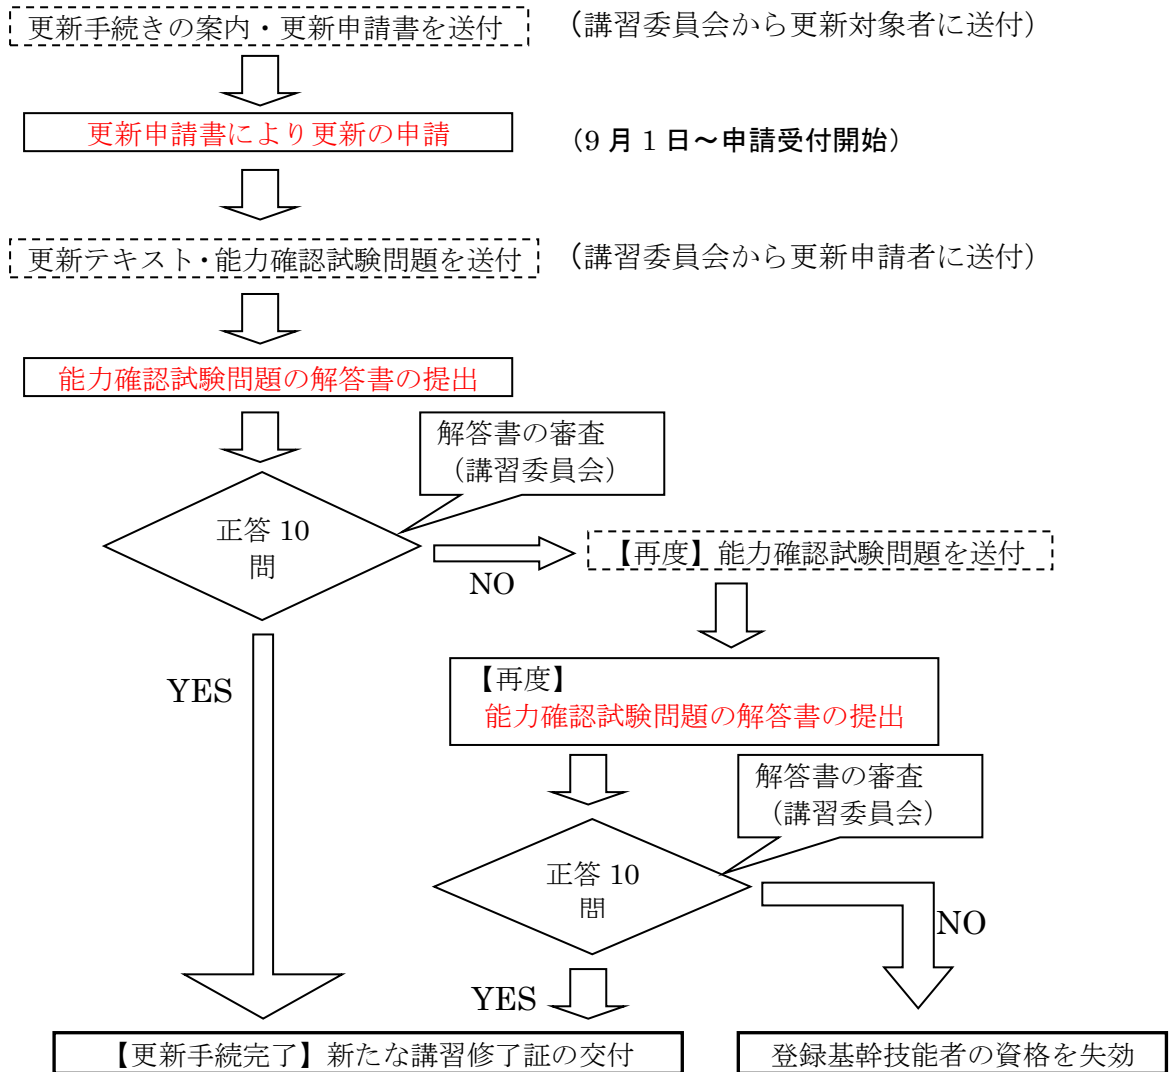 更新手続きの案内・更新申請書を送付
（講習委員会から更新対象者に送付）
更新申請書により更新の申請
（9月1日～申請受付開始）
更新テキスト・能力確認試験問題を送付
（講習委員会から更新申請者に送付）
能力確認試験問題の解答書の提出
解答書の審査
（講習委員会）
正答 10
問
NO
【再度】能力確認試験問題を送付
YES
【再度】
能力確認試験問題の解答書の提出
解答書の審査
（講習委員会）
正答 10
問
NO
YES
【更新手続完了】新たな講習修了証の交付
登録基幹技能者の資格を失効